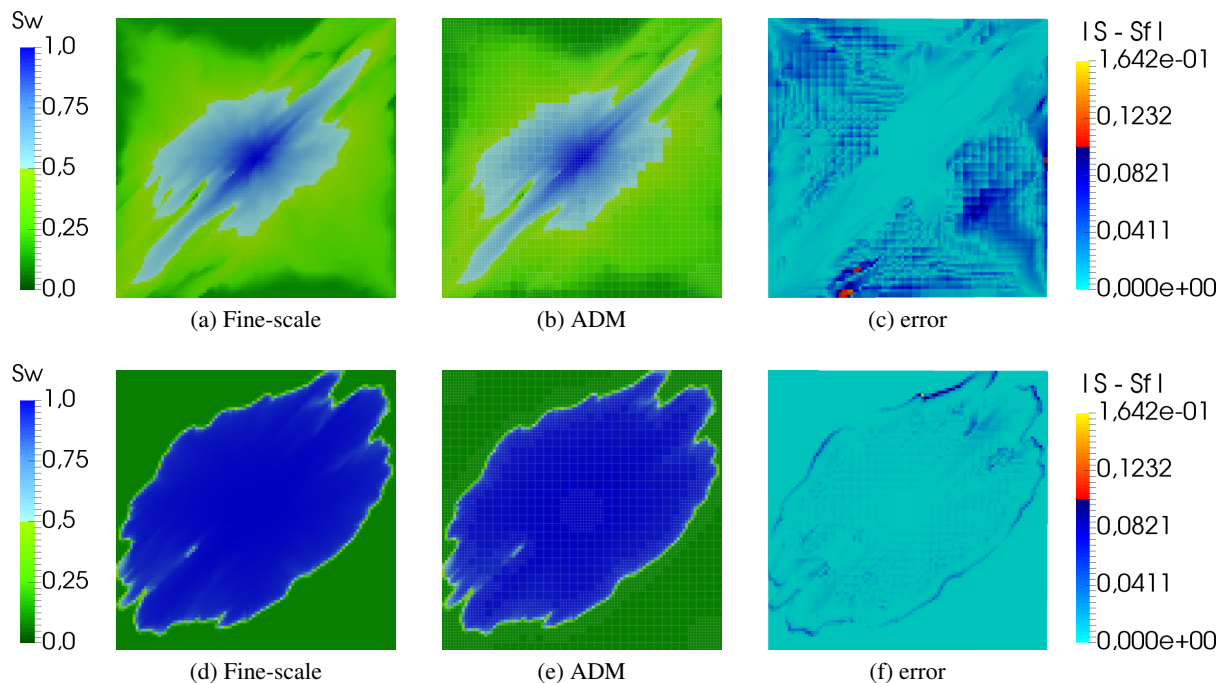 Sw
1,0
0,75
0,5
0,25
0,0
|S - Sf|
1,642e-01
0,1232
0,0821
0,0411
0,000e+00
(a) Fine-scale
(b) ADM
(c) error
Sw
1,0
0,75
0,5
0,25
0,0
|S - Sf|
1,642e-01
0,1232
0,0821
0,0411
0,000e+00
(d) Fine-scale
(e) ADM
(f) error